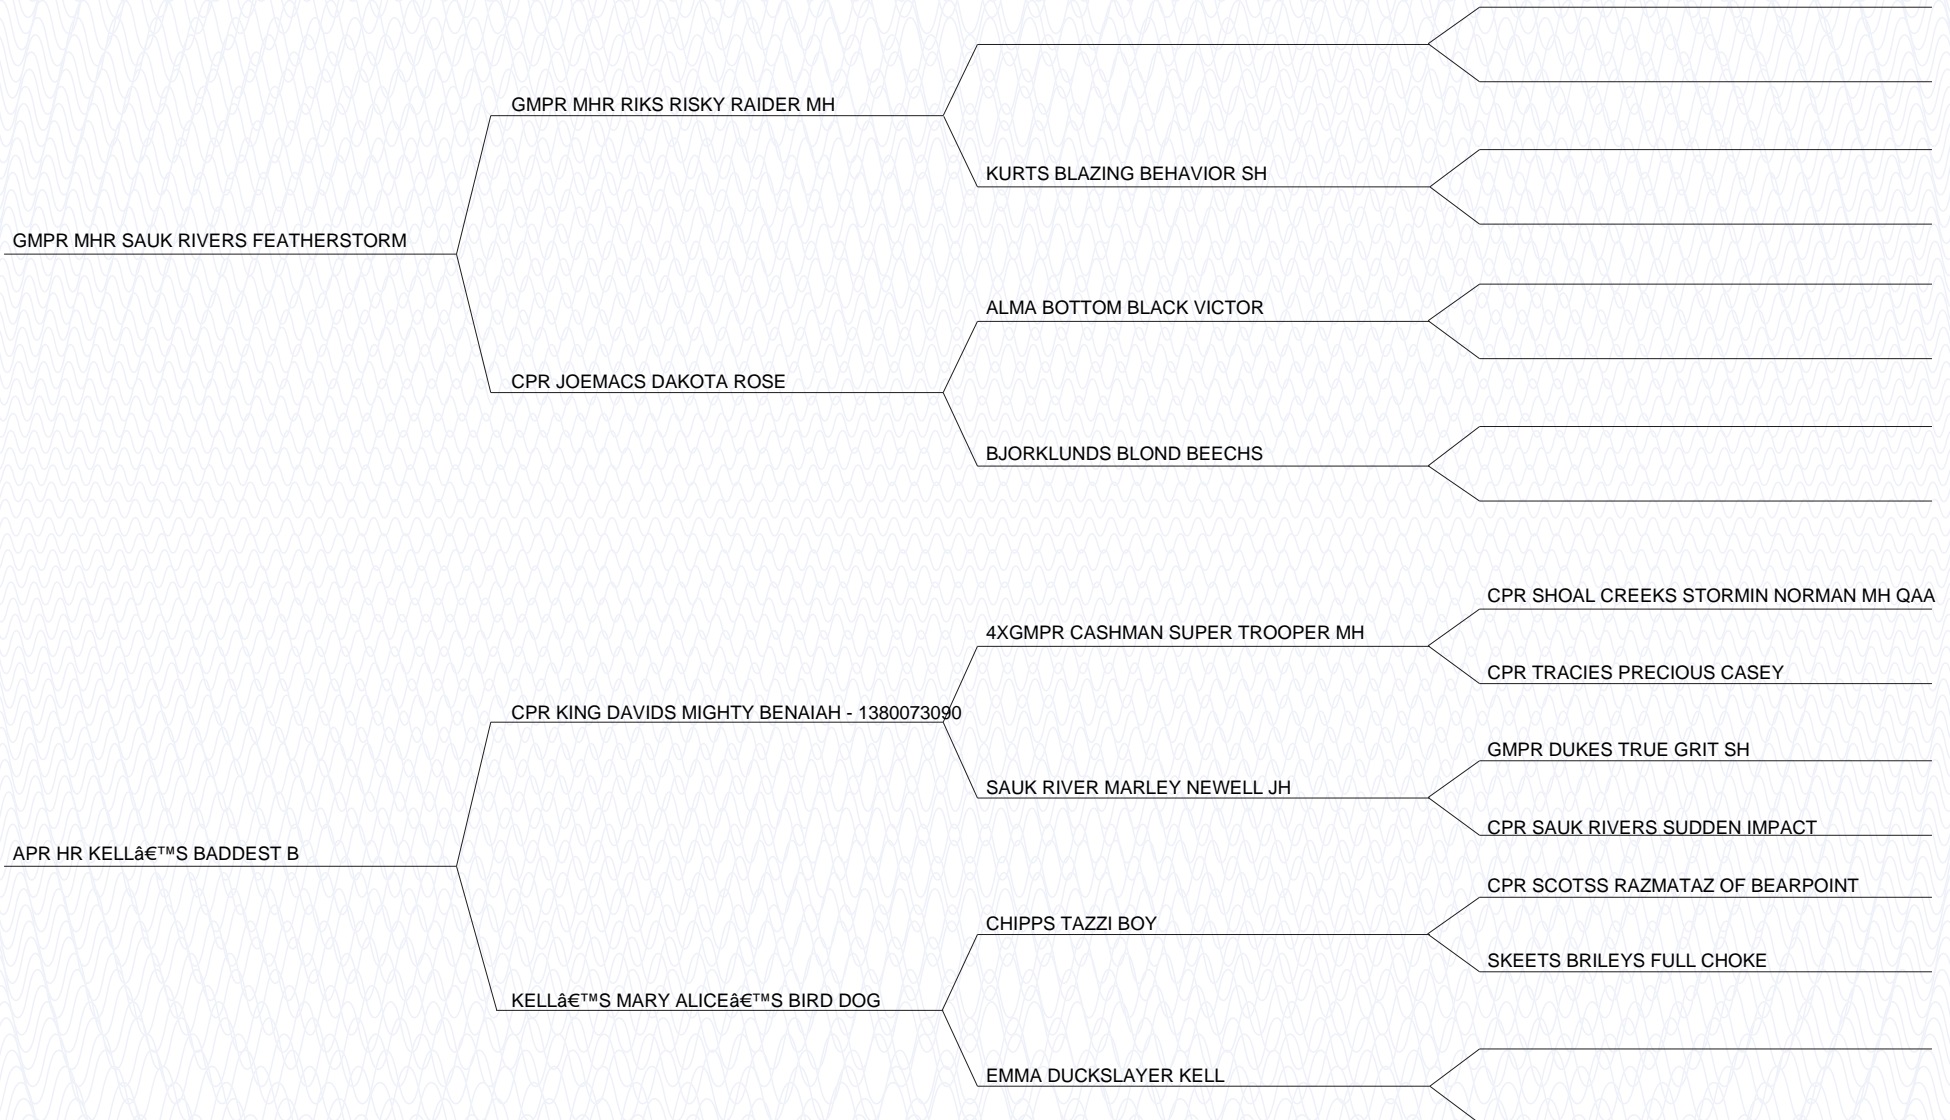 GMPR MHR RIKS RISKY RAIDER MH
KURTS BLAZING BEHAVIOR SH
GMPR MHR SAUK RIVERS FEATHERSTORM
ALMA BOTTOM BLACK VICTOR
CPR JOEMACS DAKOTA ROSE
BJORKLUNDS BLOND BEECHS
CPR SHOAL CREEKS STORMIN NORMAN MH QAA
4XGMPR CASHMAN SUPER TROOPER MH
CPR TRACIES PRECIOUS CASEY
CPR KING DAVIDS MIGHTY BENAIAH - 1380073090
GMPR DUKES TRUE GRIT SH
SAUK RIVER MARLEY NEWELL JH
CPR SAUK RIVERS SUDDEN IMPACT
APR HR KELLâ€™S BADDEST B
CPR SCOTSS RAZMATAZ OF BEARPOINT
CHIPPS TAZZI BOY
SKEETS BRILEYS FULL CHOKE
KELLâ€™S MARY ALICEâ€™S BIRD DOG
EMMA DUCKSLAYER KELL